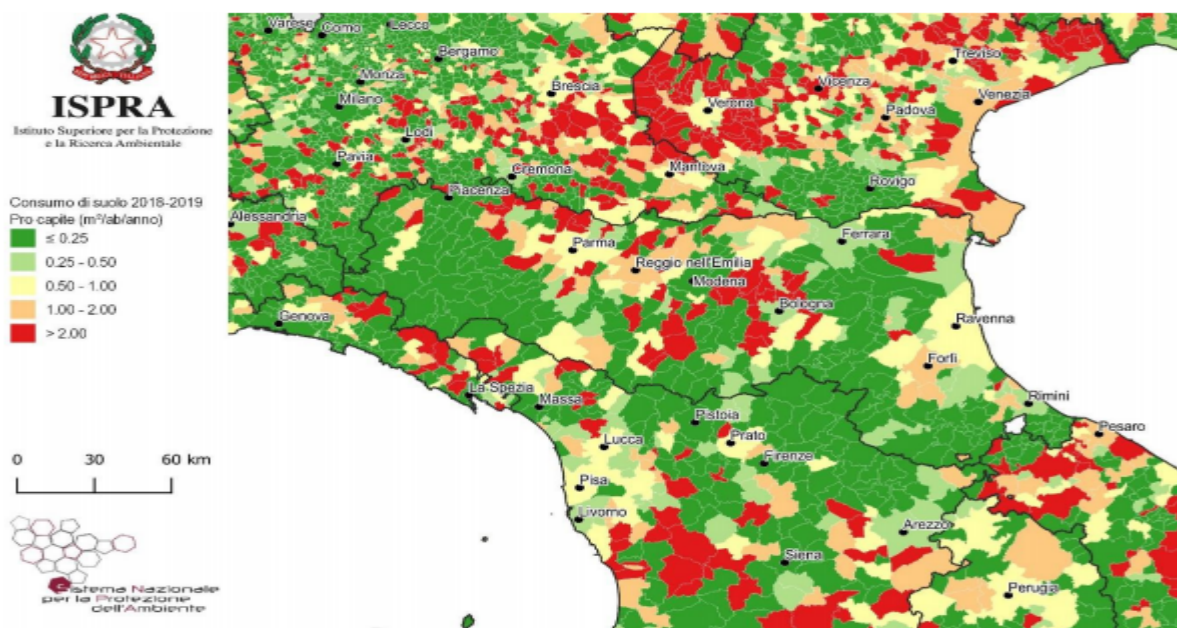 ISPRA
Istituto Superiore per la Protezione
e la Ricerca Ambientale
Consumo di suolo 2018-2019
Pro capite (m²/ab/anno)
≤ 0.25
0.25 - 0.50
0.50 - 1.00
1.00 - 2.00
> 2.00
0 30 60 km
Sistema Nazionale
per la Protezione
dell'Ambiente
Varese
Como
Lecco
Bergamo
Monza
Milano
Brescia
Treviso
Vicenza
Venezia
Verona
Padova
Lodi
Pavia
Cremona
Mantova
Rovigo
Piacenza
Alessandria
Parma
Ferrara
Reggio nell'Emilia
Modena
Bologna
Genova
Ravenna
Forlì
La Spezia
Massa
Rimini
Pistoia
Pesaro
Lucca
Prato
Firenze
Pisa
Livorno
Arezzo
Siena
Perugia